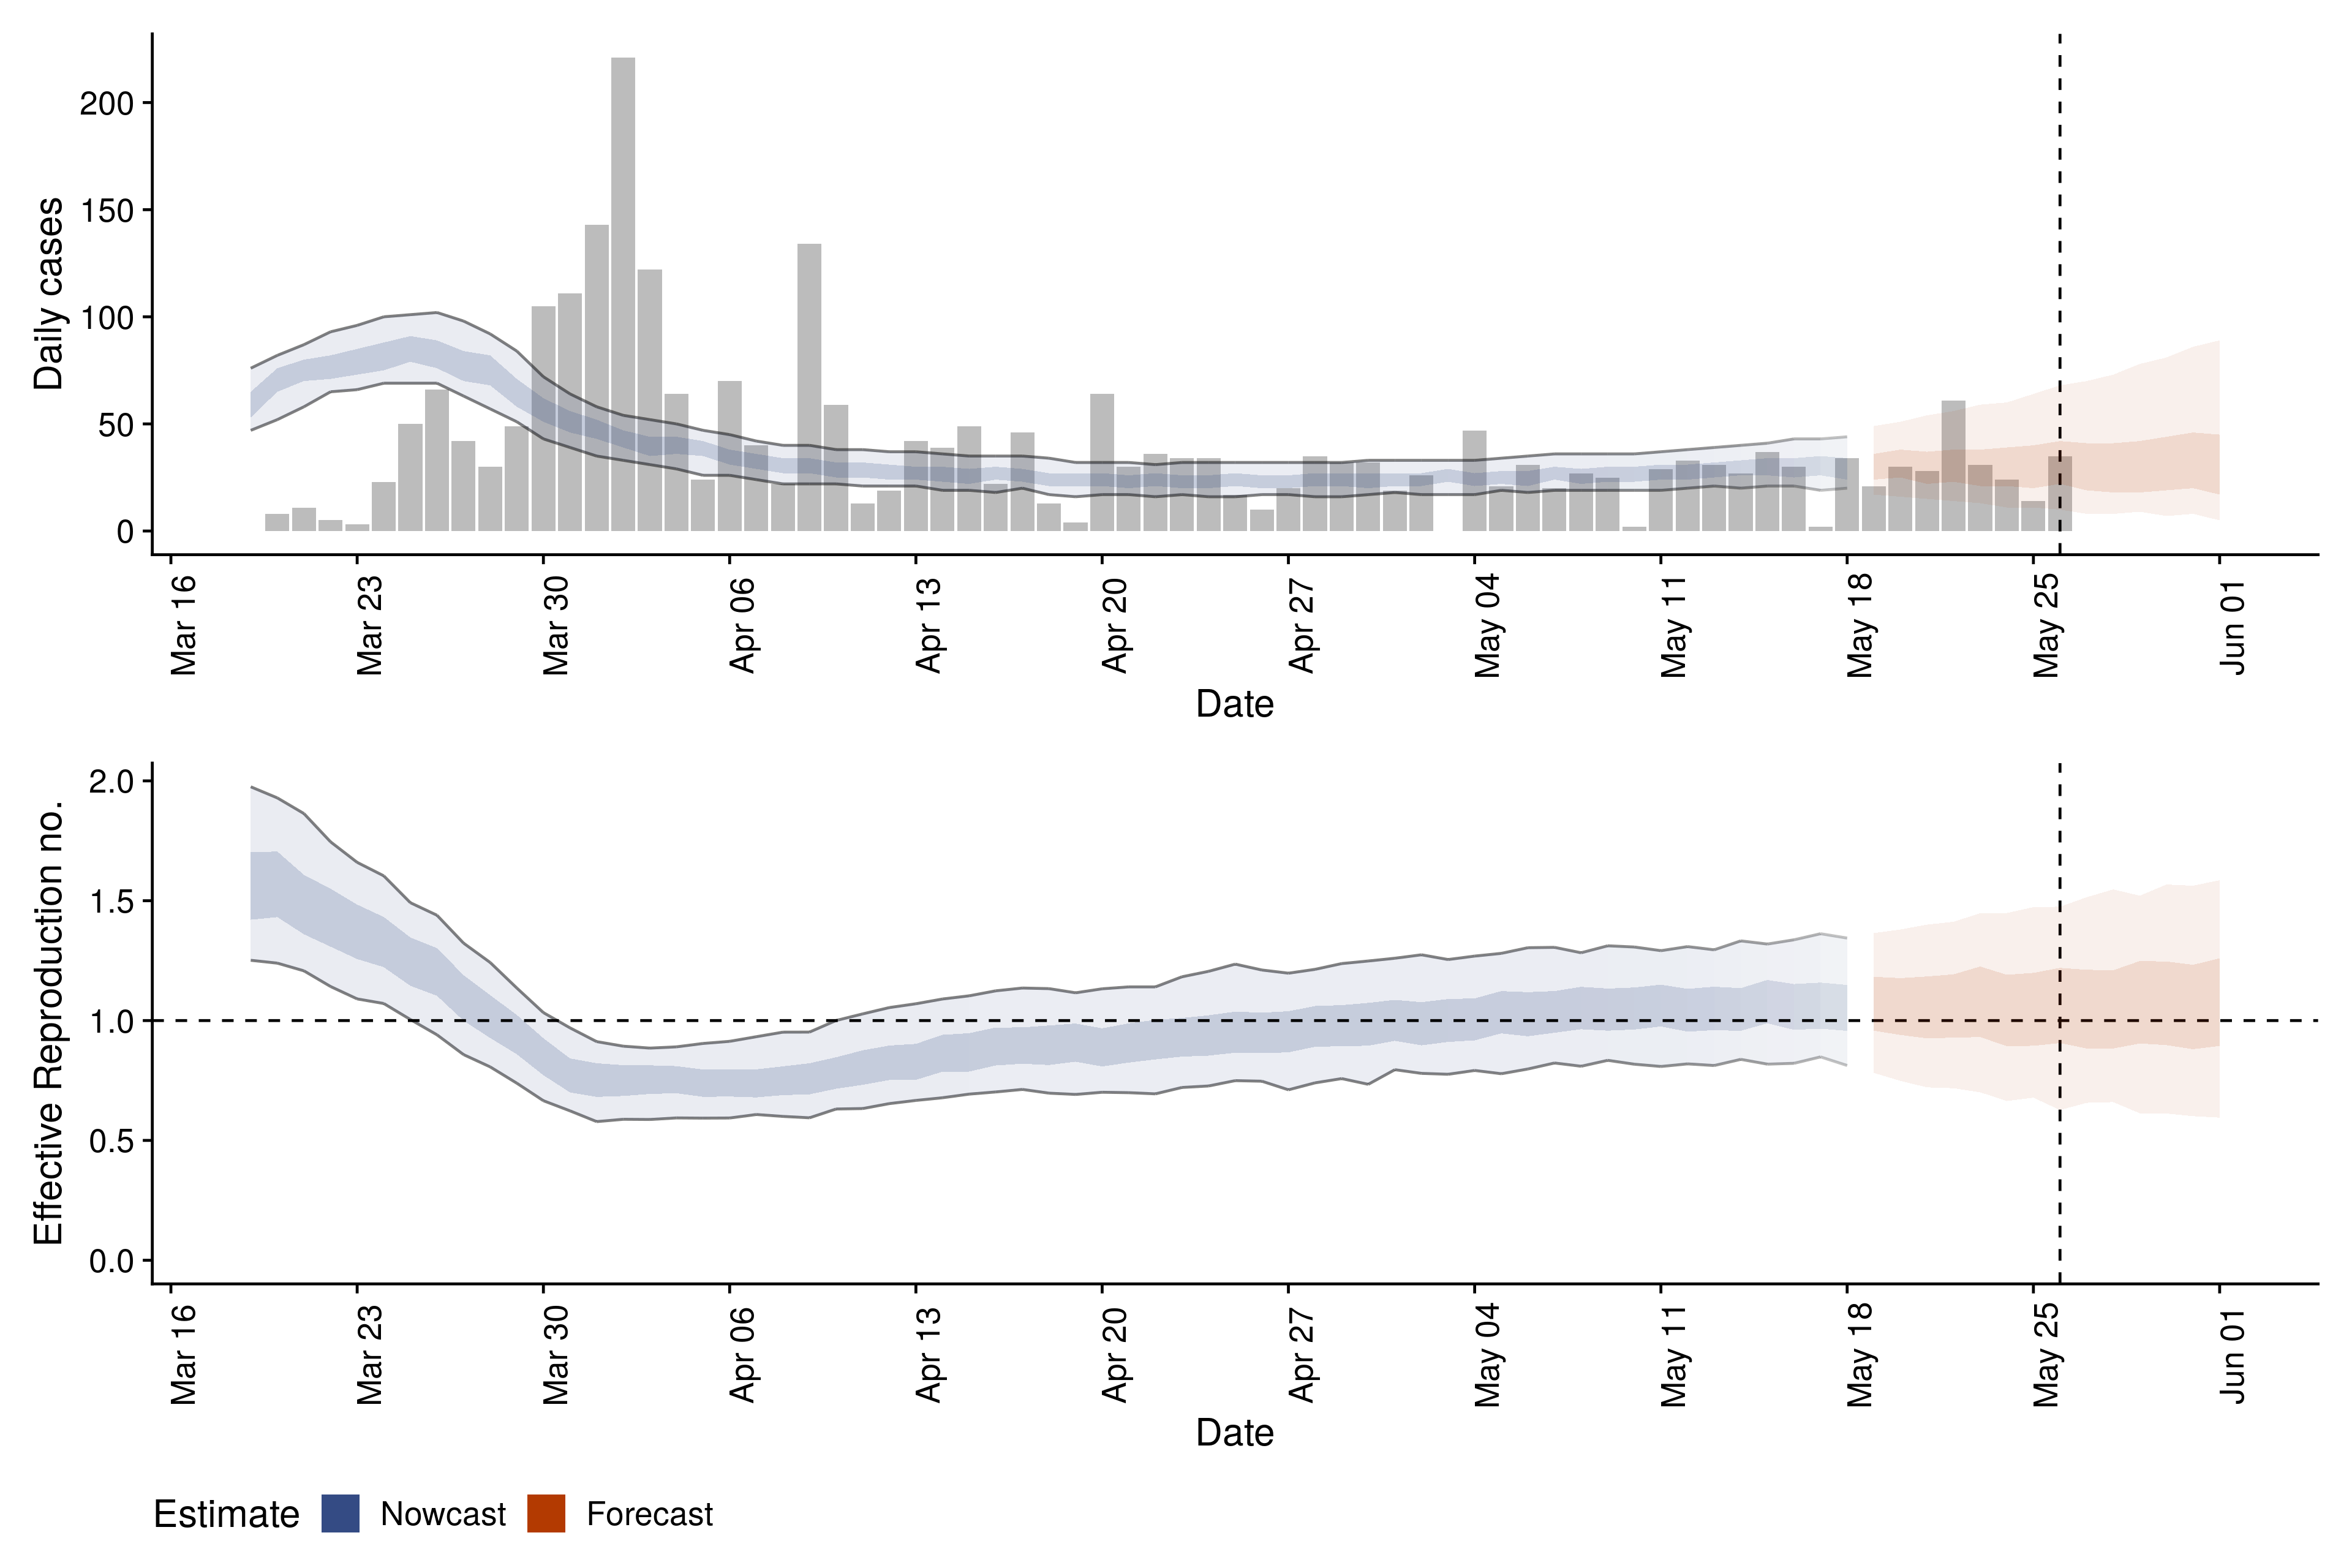 Daily cases
200
150
100
50
0
Mar 16
Mar 23
Mar 30
Apr 06
Apr 13
Apr 20
Apr 27
May 04
May 11
May 18
May 25
Jun 01
Date
Effective Reproduction no.
2.0
1.5
1.0
0.5
0.0
Mar 16
Mar 23
Mar 30
Apr 06
Apr 13
Apr 20
Apr 27
May 04
May 11
May 18
May 25
Jun 01
Date
Estimate Nowcast Forecast